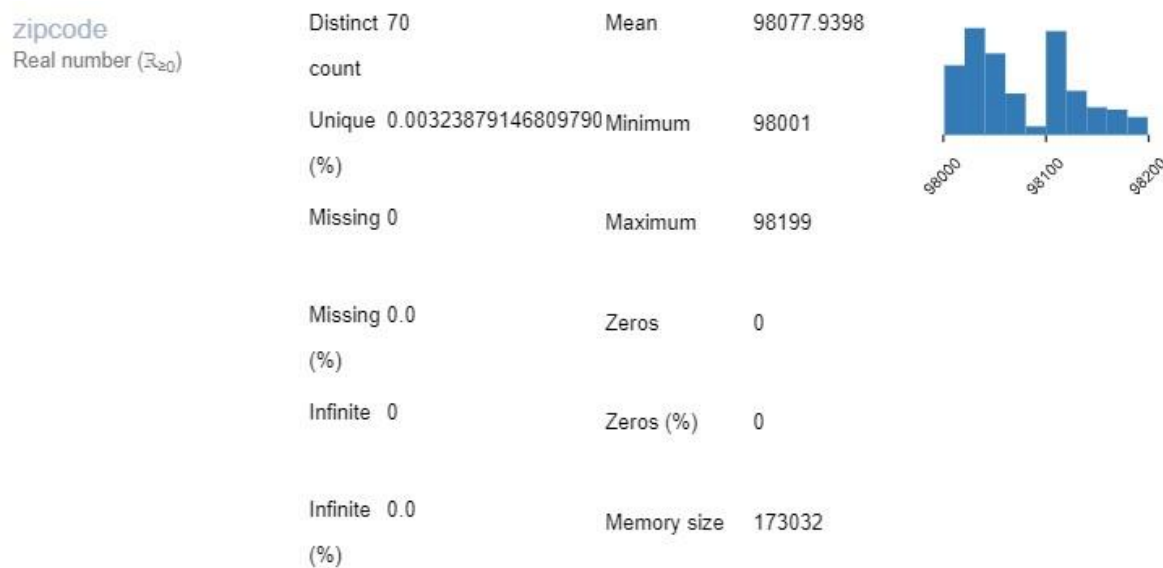 zipcode
Real number (ℝ≥0)
Distinct 70
count
Unique 0.00323879146809790
(%)
Missing 0
Missing 0.0
(%)
Infinite 0
Infinite 0.0
(%)
Mean 98077.9398
Minimum 98001
Maximum 98199
Zeros 0
Zeros (%) 0
Memory size 173032
98000
98100
98200